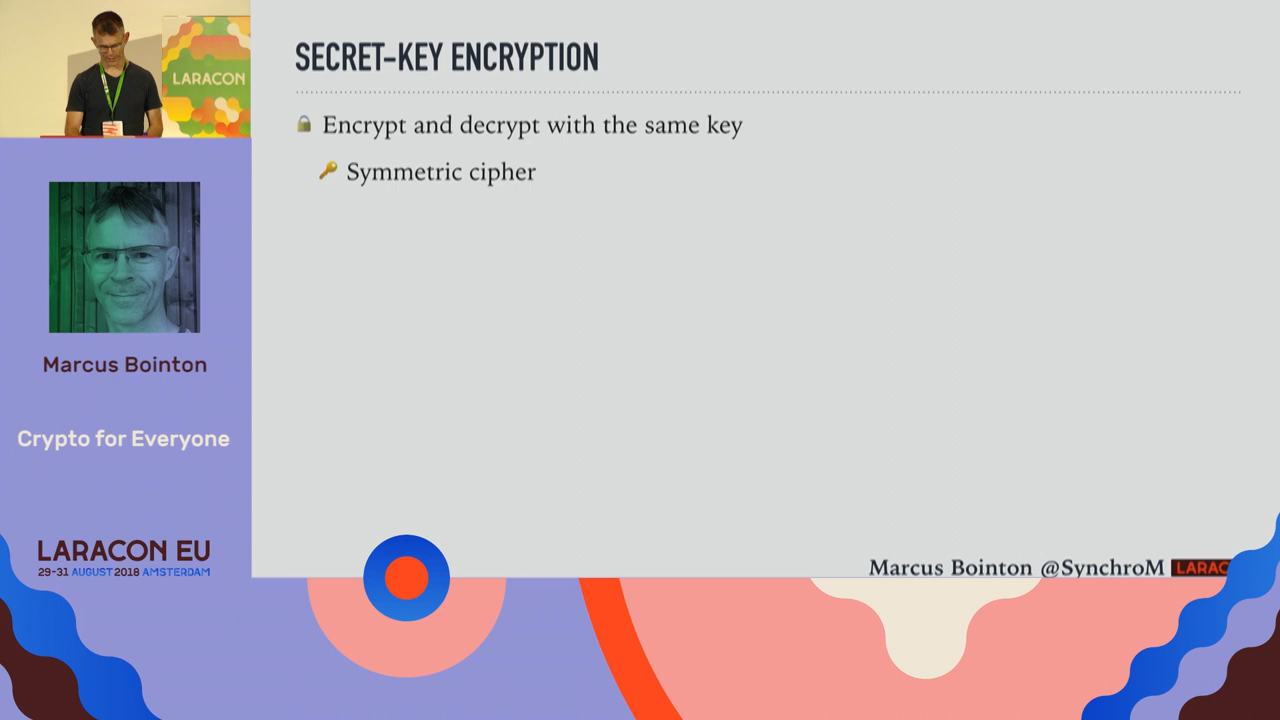 LARACON
SECRET-KEY ENCRYPTION
Encrypt and decrypt with the same key
Symmetric cipher
Marcus Bointon
Crypto for Everyone
LARACON EU
29-31 AUGUST 2018 AMSTERDAM
Marcus Bointon @SynchroM LARAC